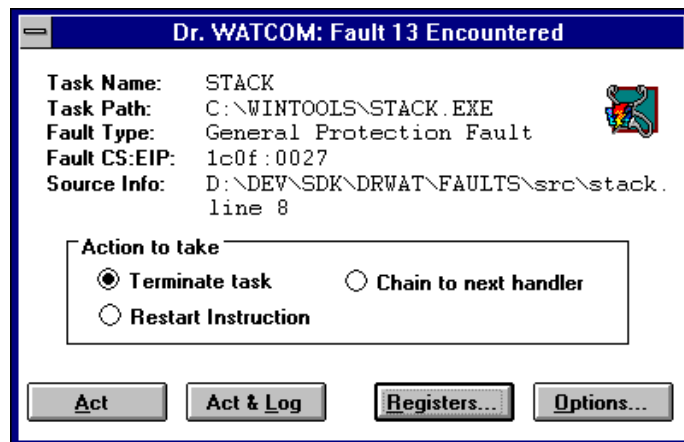 Dr. WATCOM: Fault 13 Encountered
Task Name: STACK
Task Path: C:\WINTOOLS\STACK.EXE
Fault Type: General Protection Fault
Fault CS:EIP: 1c0f:0027
Source Info: D:\DEV\SDK\DRWAT\FAULTS\src\stack.
line 8
Action to take
Terminate task Chain to next handler
Restart Instruction
Act Act & Log Registers... Options...